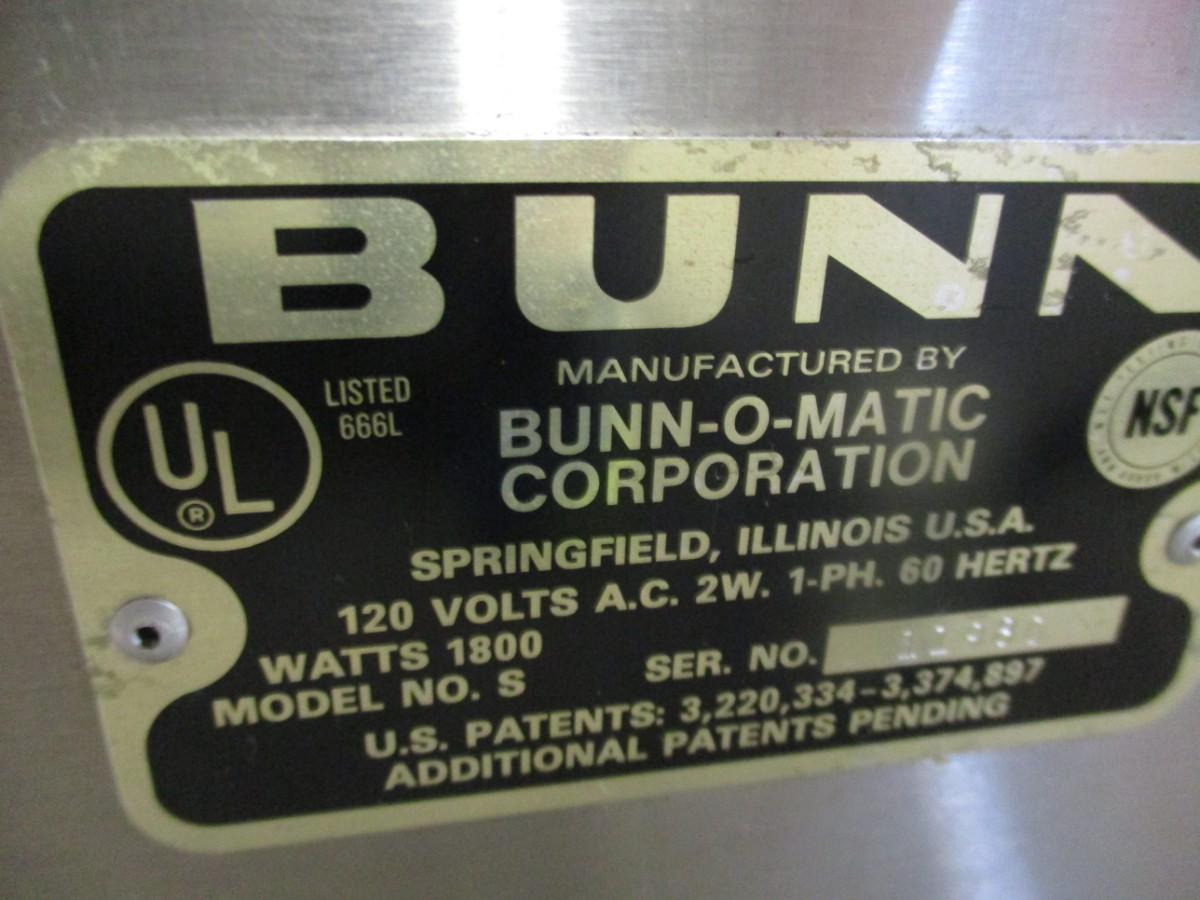 BUNN
UL
®
LISTED
666L
MANUFACTURED BY
BUNN-O-MATIC
CORPORATION
NSF
SPRINGFIELD, ILLINOIS U.S.A.
120 VOLTS A.C. 2W. 1-PH. 60 HERTZ
WATTS 1800
MODEL NO. S
SER. NO.
U.S. PATENTS: 3,220,334-3,374,897
ADDITIONAL PATENTS PENDING